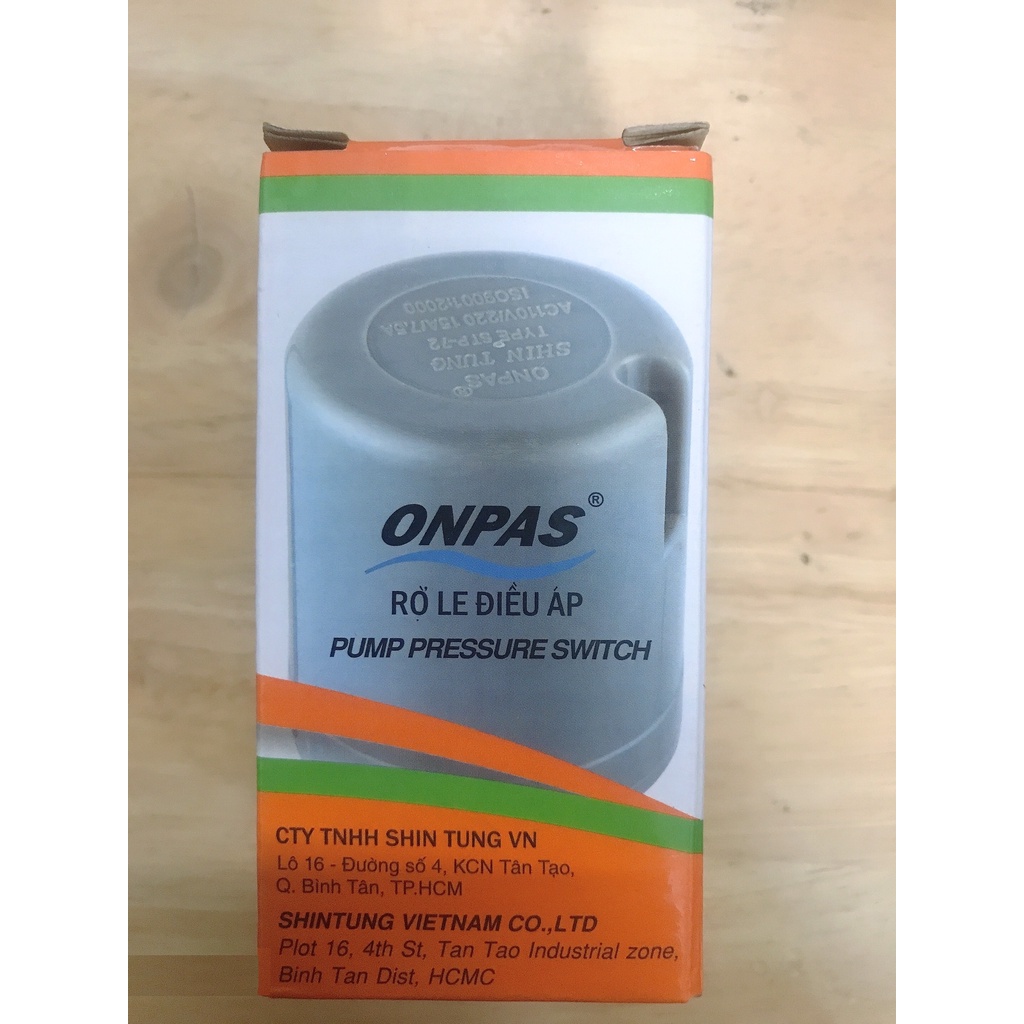 ONPAS®
SHIN TUNG
TYPE STP-72
AC110V/220 15A/7.5A
ISO9001:2000
ONPAS®
RỜ LE ĐIỀU ÁP
PUMP PRESSURE SWITCH
CTY TNHH SHIN TUNG VN
Lô 16 - Đường số 4, KCN Tân Tạo,
Q. Bình Tân, TP.HCM
SHINTUNG VIETNAM CO.,LTD
Plot 16, 4th St, Tan Tao Industrial zone,
Binh Tan Dist, HCMC